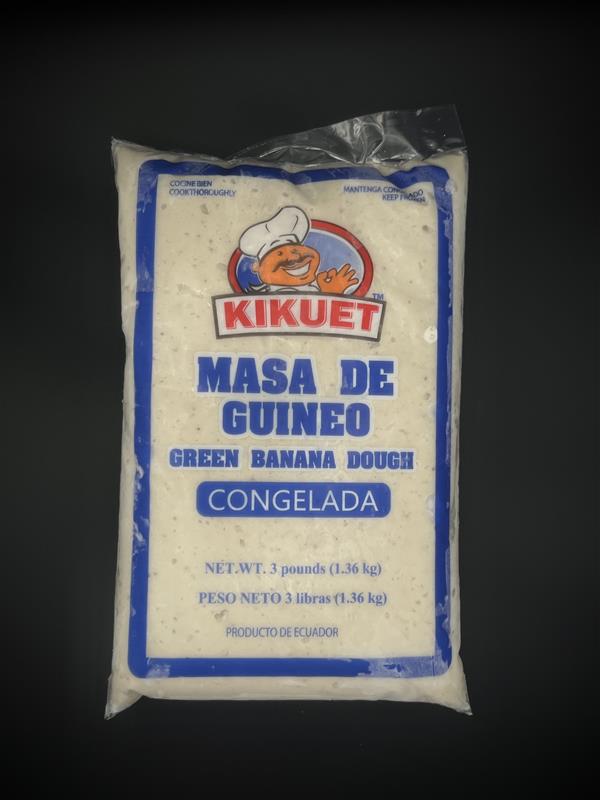 COCINE BIEN
COOK THOROUGHLY
MANTENGA CONGELADO
KEEP FROZEN
KIKUET™
MASA DE
GUINEO
GREEN BANANA DOUGH
CONGELADA
NET.WT. 3 pounds (1.36 kg)
PESO NETO 3 libras (1.36 kg)
PRODUCTO DE ECUADOR